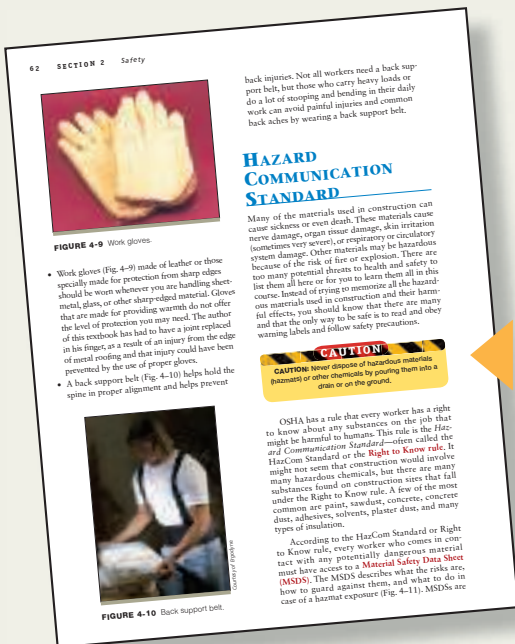 62 SECTION 2 Safety
FIGURE 4-9 Work gloves.
• Work gloves (Fig. 4–9) made of leather or those
specially made for protection from sharp edges
should be worn whenever you are handling sheet-
metal, glass, or other sharp-edged material. Gloves
that are made for providing warmth do not offer
the level of protection you may need. The author
of this textbook has had to have a joint replaced
in his finger, as a result of an injury from the edge
of metal roofing and that injury could have been
prevented by the use of proper gloves.
• A back support belt (Fig. 4–10) helps hold the
spine in proper alignment and helps prevent
Courtesy of Ergodyne
FIGURE 4-10 Back support belt.
back injuries. Not all workers need a back sup-
port belt, but those who carry heavy loads or
do a lot of stooping and bending in their daily
work can avoid painful injuries and common
back aches by wearing a back support belt.
HAZARD
COMMUNICATION
STANDARD
Many of the materials used in construction can
cause sickness or even death. These materials cause
nerve damage, organ tissue damage, skin irritation
(sometimes very severe), or respiratory or circulatory
system damage. Other materials may be hazardous
because of the risk of fire or explosion. There are
too many potential threats to health and safety to
list them all here or for you to learn them all in this
course. Instead of trying to memorize all the hazard-
ous materials used in construction and their harm-
ful effects, you should know that there are many
and that the only way to be safe is to read and obey
warning labels and follow safety precautions.
CAUTION
CAUTION: Never dispose of hazardous materials
(hazmats) or other chemicals by pouring them into a
drain or on the ground.
OSHA has a rule that every worker has a right
to know about any substances on the job that
might be harmful to humans. This rule is the Haz-
ard Communication Standard—often called the
HazCom Standard or the Right to Know rule. It
might not seem that construction would involve
many hazardous chemicals, but there are many
substances found on construction sites that fall
under the Right to Know rule. A few of the most
common are paint, sawdust, concrete, concrete
dust, adhesives, solvents, plaster dust, and many
types of insulation.
According to the HazCom Standard or Right
to Know rule, every worker who comes in con-
tact with any potentially dangerous material
must have access to a Material Safety Data Sheet
(MSDS). The MSDS describes what the risks are,
how to guard against them, and what to do in
case of a hazmat exposure (Fig. 4–11). MSDSs are